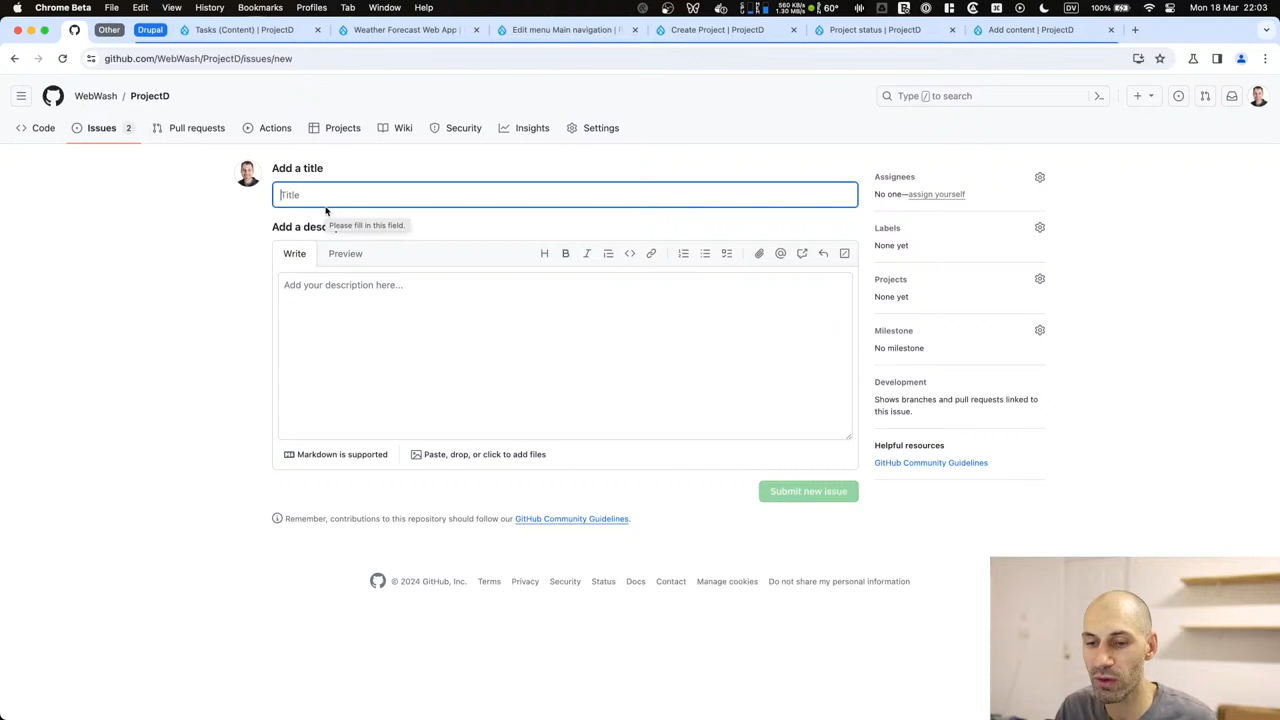 Chrome Beta File Edit View History Bookmarks Profiles Tab Window Help 560 KB/s 1.30 MB/s 60° DV 100% Mon 18 Mar 22:03
Other Drupal Tasks (Content) | ProjectD Weather Forecast Web App | Edit menu Main navigation | Create Project | ProjectD Project status | ProjectD Add content | ProjectD
github.com/WebWash/ProjectD/issues/new
WebWash / ProjectD Type / to search
Code Issues 2 Pull requests Actions Projects Wiki Security Insights Settings
Add a title
Title
Please fill in this field.
Add a desc
Write Preview
Add your description here...
Markdown is supported Paste, drop, or click to add files
Submit new issue
Remember, contributions to this repository should follow our GitHub Community Guidelines.
Assignees
No one—assign yourself
Labels
None yet
Projects
None yet
Milestone
No milestone
Development
Shows branches and pull requests linked to
this issue.
Helpful resources
GitHub Community Guidelines
© 2024 GitHub, Inc. Terms Privacy Security Status Docs Contact Manage cookies Do not share my personal information